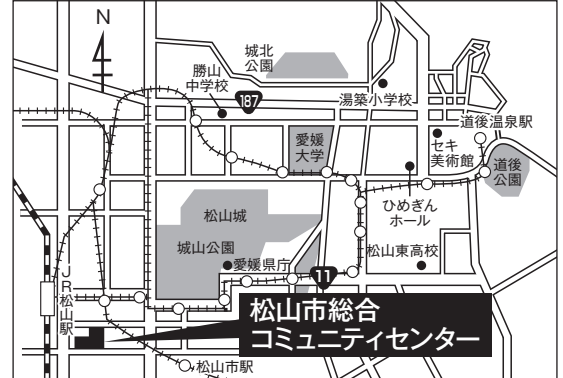 N
城北
公園
勝山
中学校
187
湯築小学校
道後温泉駅
愛媛
大学
セキ
美術館
道後
公園
松山城
ひめぎん
ホール
城山公園
愛媛県庁
松山東高校
11
JR松山駅
松山市総合
コミュニティセンター
松山市駅